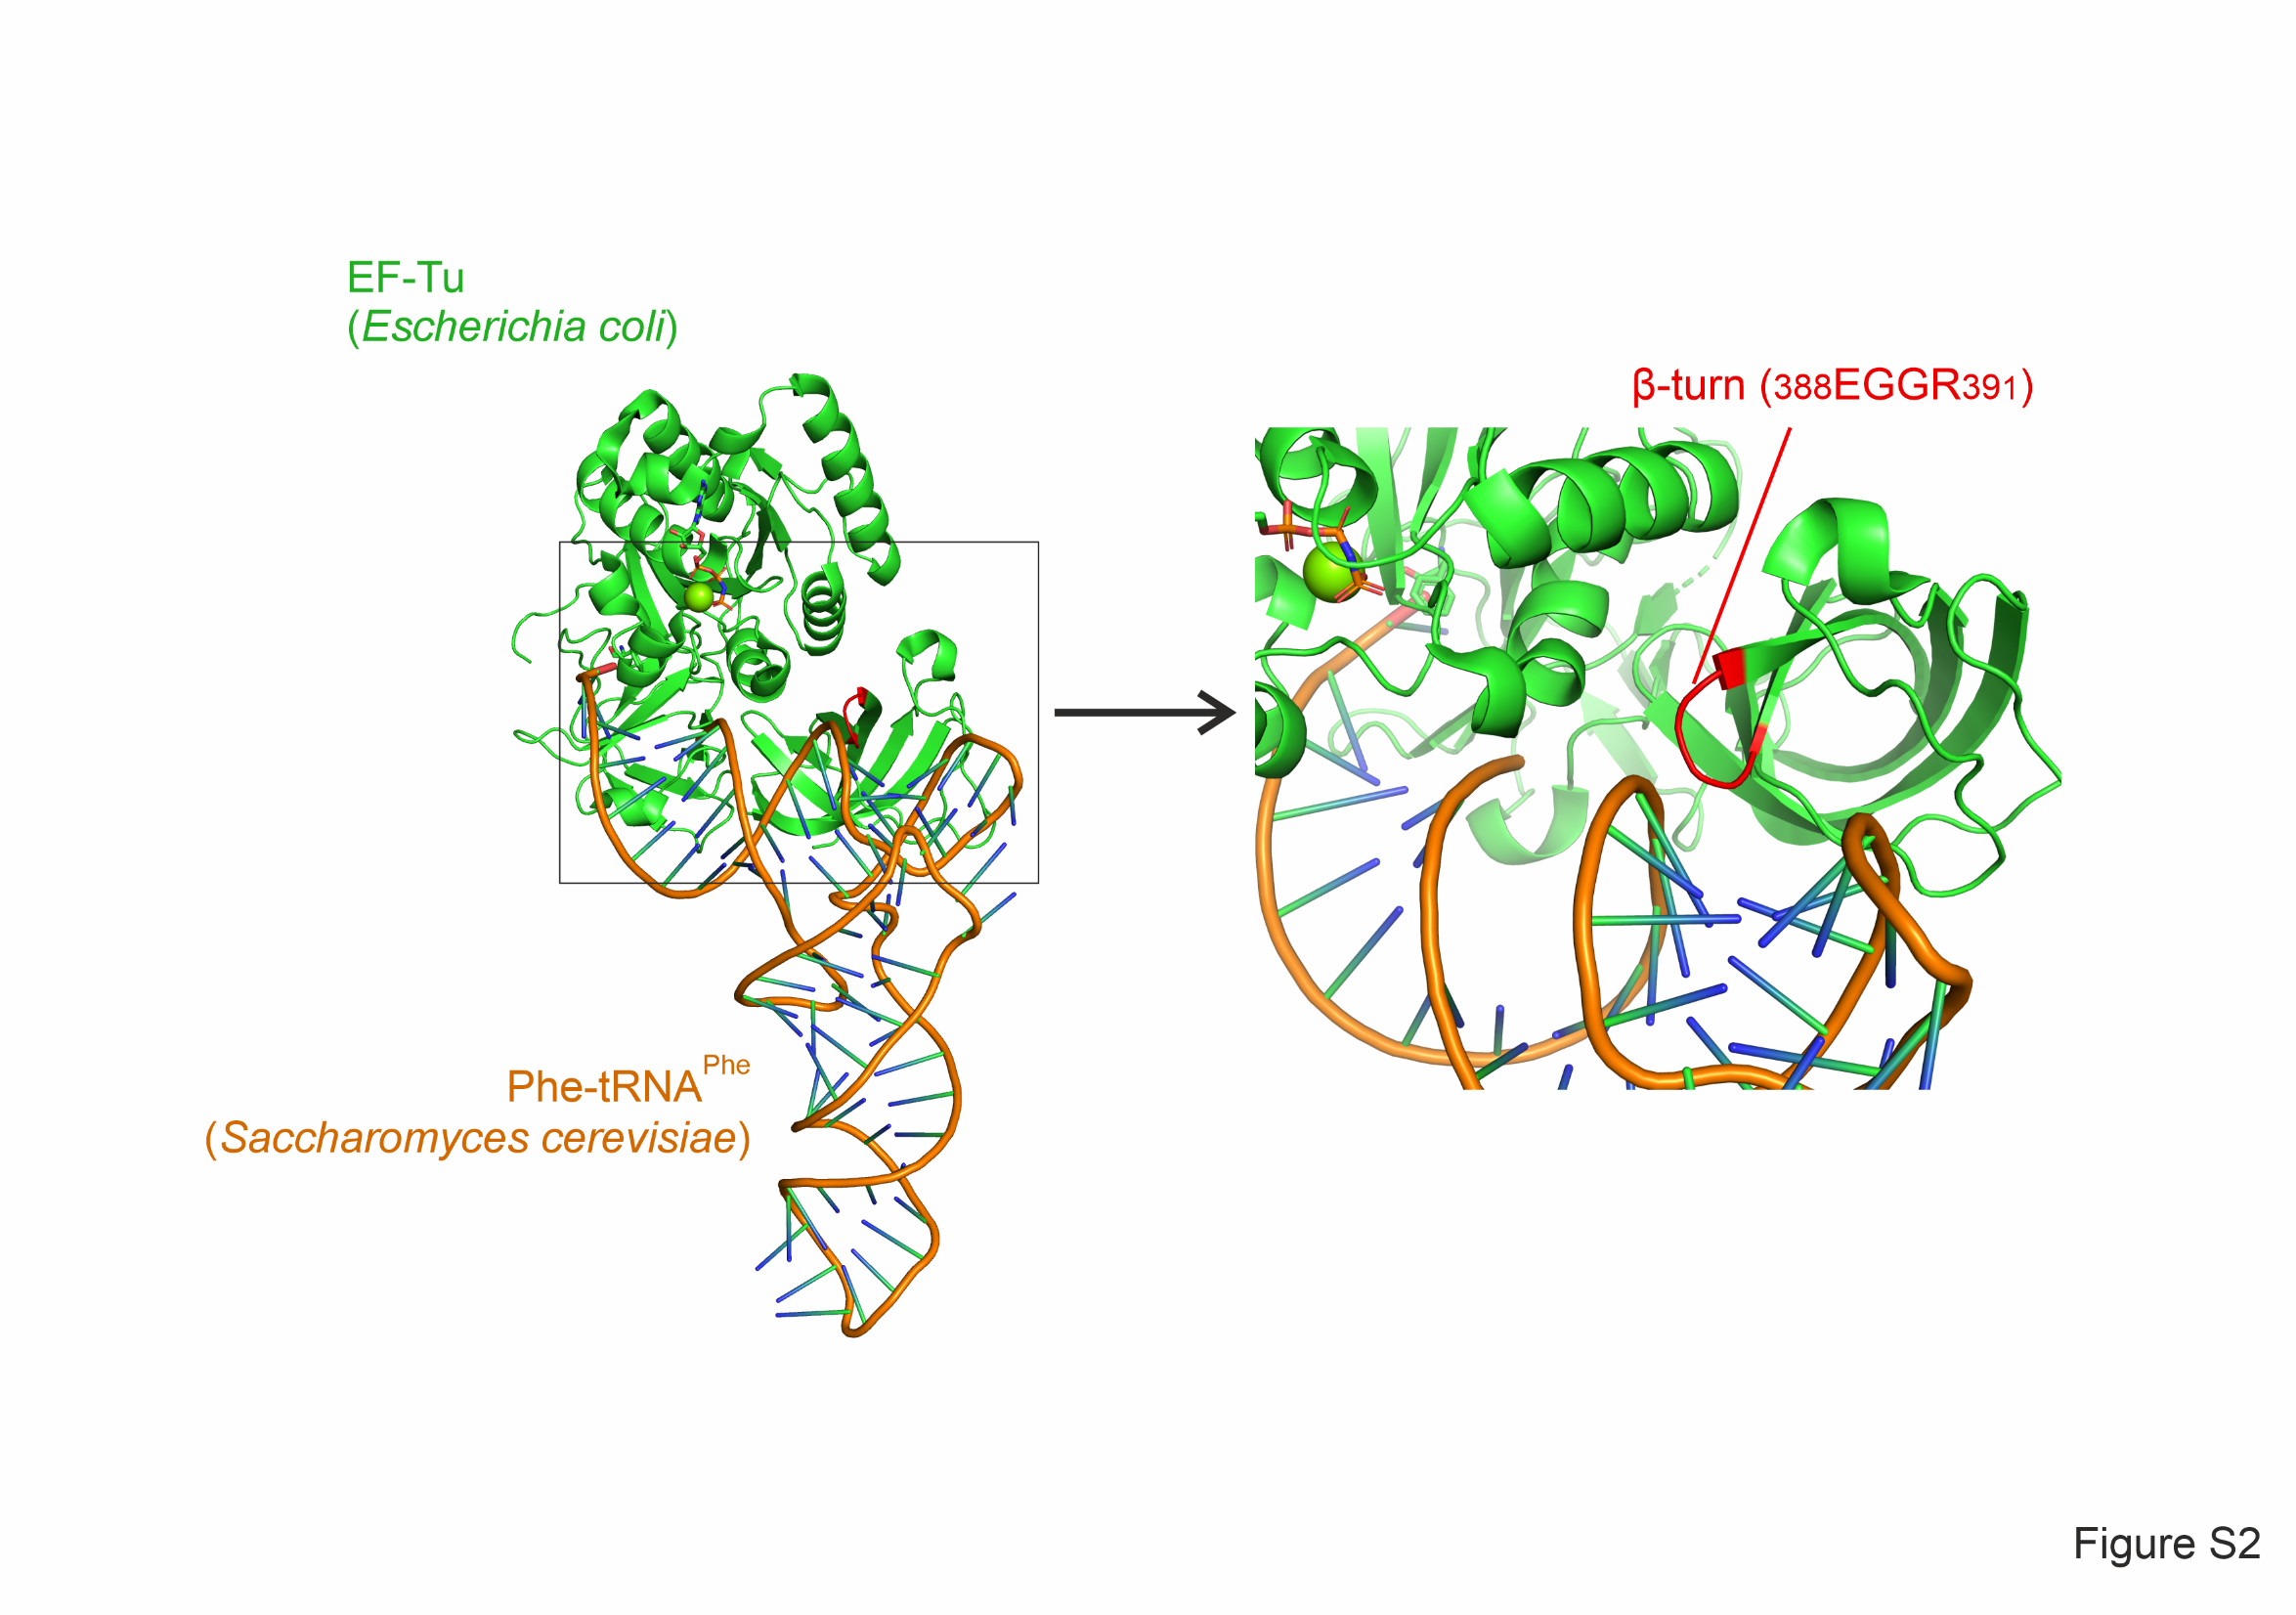 EF-Tu
(Escherichia coli)
β-turn (388EGGR391)
Phe-tRNAPhe
(Saccharomyces cerevisiae)
Figure S2